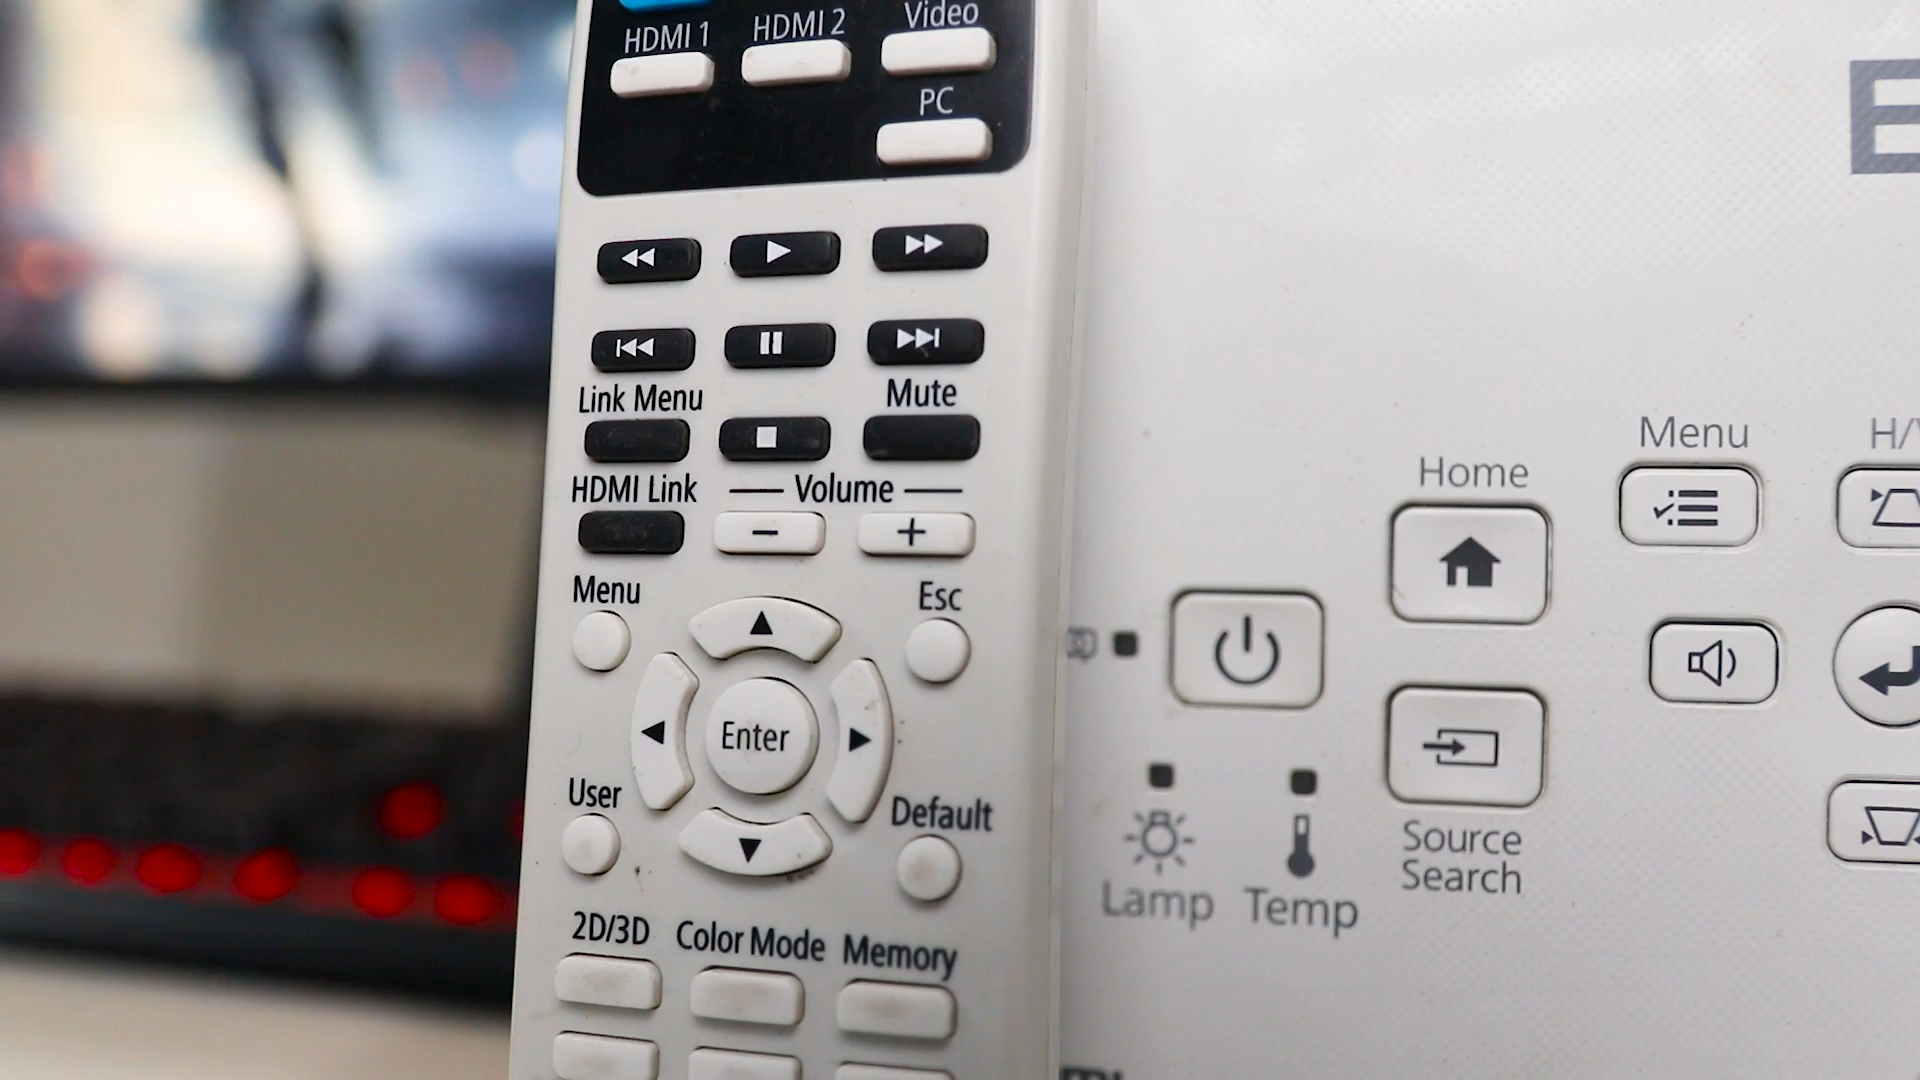 HDMI 1
HDMI 2
Video
PC
Link Menu
Mute
HDMI Link
Volume
Menu
Esc
Enter
User
Default
2D/3D
Color Mode
Memory
Home
Menu
Source
Search
Lamp
Temp